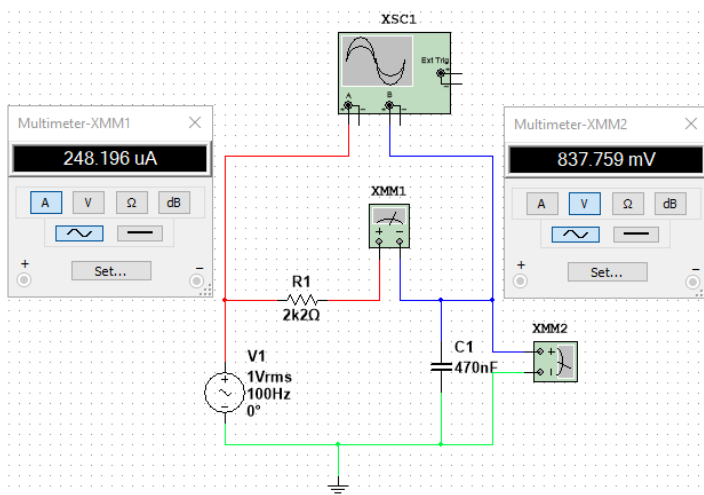 XSC1
Ext Trig
+
−
A
B
+ − + −
Multimeter-XMM1 ×
248.196 uA
A V Ω dB
+ −
Set...
Multimeter-XMM2 ×
837.759 mV
A V Ω dB
+ −
Set...
XMM1
+ −
R1
2k2Ω
XMM2
+
−
C1
470nF
V1
+
1Vrms
100Hz
−
0°